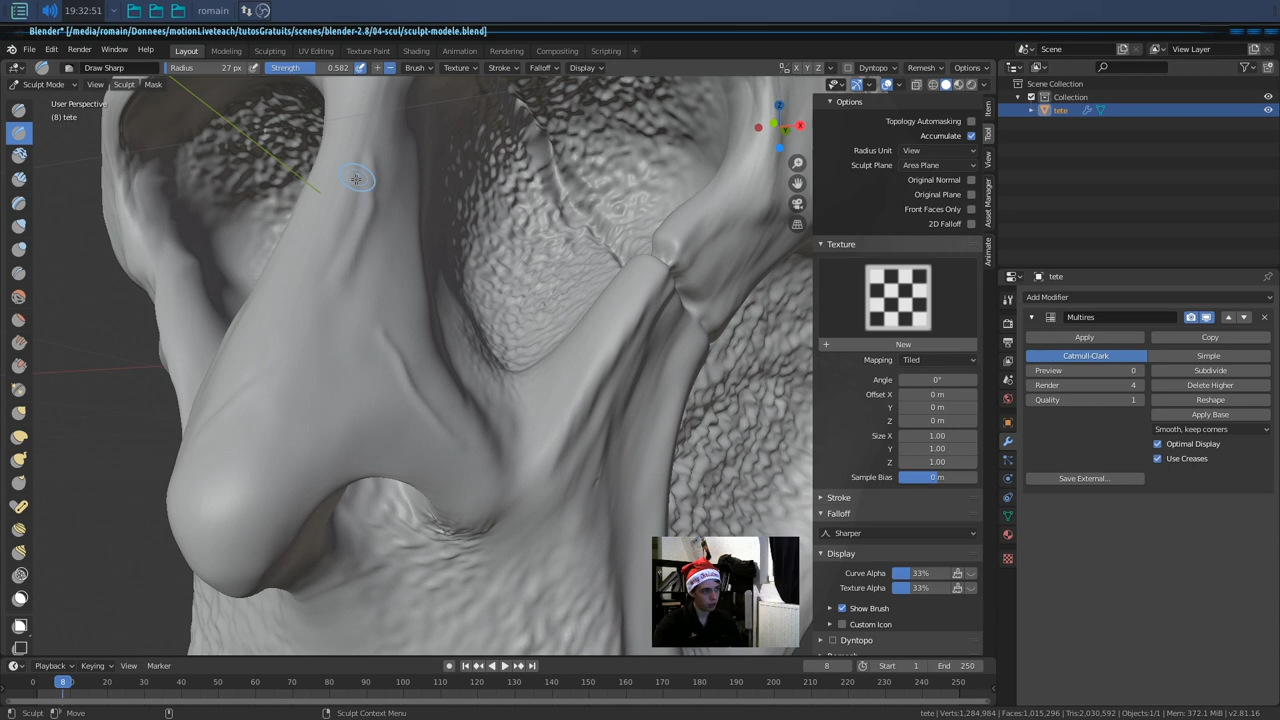 19:32:51
romain
Blender* [/media/romain/Donnees/motionLiveteach/tutosGratuits/scenes/blender-2.8/04-scul/sculpt-modele.blend]
File Edit Render Window Help
Layout Modeling Sculpting UV Editing Texture Paint Shading Animation Rendering Compositing Scripting
Scene
View Layer
Draw Sharp
Radius 27 px
Strength 0.582
Brush
Texture
Stroke
Falloff
Display
X Y Z
Dyntopo
Remesh
Options
Sculpt Mode
View Sculpt Mask
User Perspective
(8) tete
Options
Topology Automasking
Accumulate
Radius Unit View
Sculpt Plane Area Plane
Original Normal
Original Plane
Front Faces Only
2D Falloff
Texture
New
Mapping Tiled
Angle 0°
Offset X 0 m
Y 0 m
Z 0 m
Size X 1.00
Y 1.00
Z 1.00
Sample Bias 0 m
Stroke
Falloff
Sharper
Display
Curve Alpha 33%
Texture Alpha 33%
Show Brush
Custom Icon
Dyntopo
Item
Tool
View
Asset Manager
Animate
Scene Collection
Collection
tete
tete
Add Modifier
Multires
Apply
Copy
Catmull-Clark
Simple
Preview 0
Subdivide
Render 4
Delete Higher
Quality 1
Reshape
Apply Base
Smooth, keep corners
Optimal Display
Use Creases
Save External...
Playback Keying View Marker
8
Start 1
End 250
0 8 10 20 30 40 50 60 70 80 90 100 110 120 130 140 150 160 170 180 190 200 210 220 230 240 250
Sculpt
Move
Sculpt Context Menu
tete | Verts:1,284,984 | Faces:1,015,296 | Tris:2,030,592 | Objects:1/1 | Mem: 372.1 MiB | v2.81.16